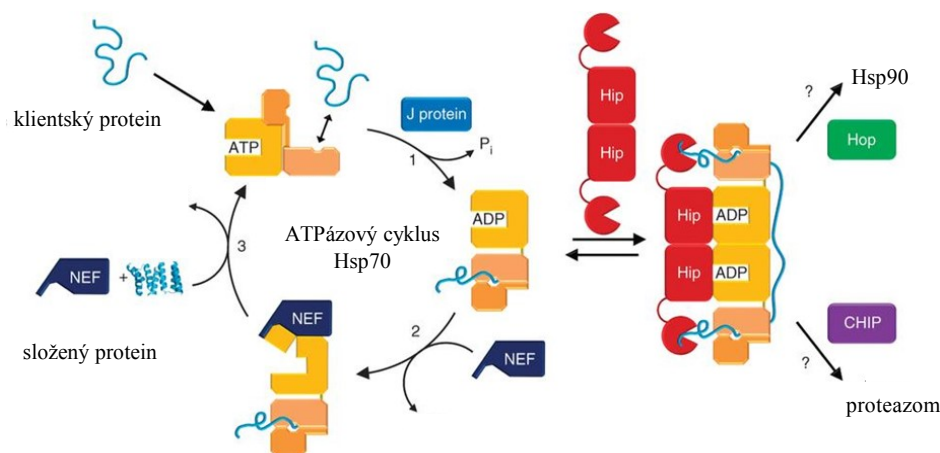 klientský protein
ATP
J protein
1
Pi
ADP
ATPázový cyklus
Hsp70
3
NEF
+
složený protein
NEF
2
NEF
Hip
Hip
Hip
ADP
Hip
ADP
?
Hsp90
Hop
CHIP
?
proteazom